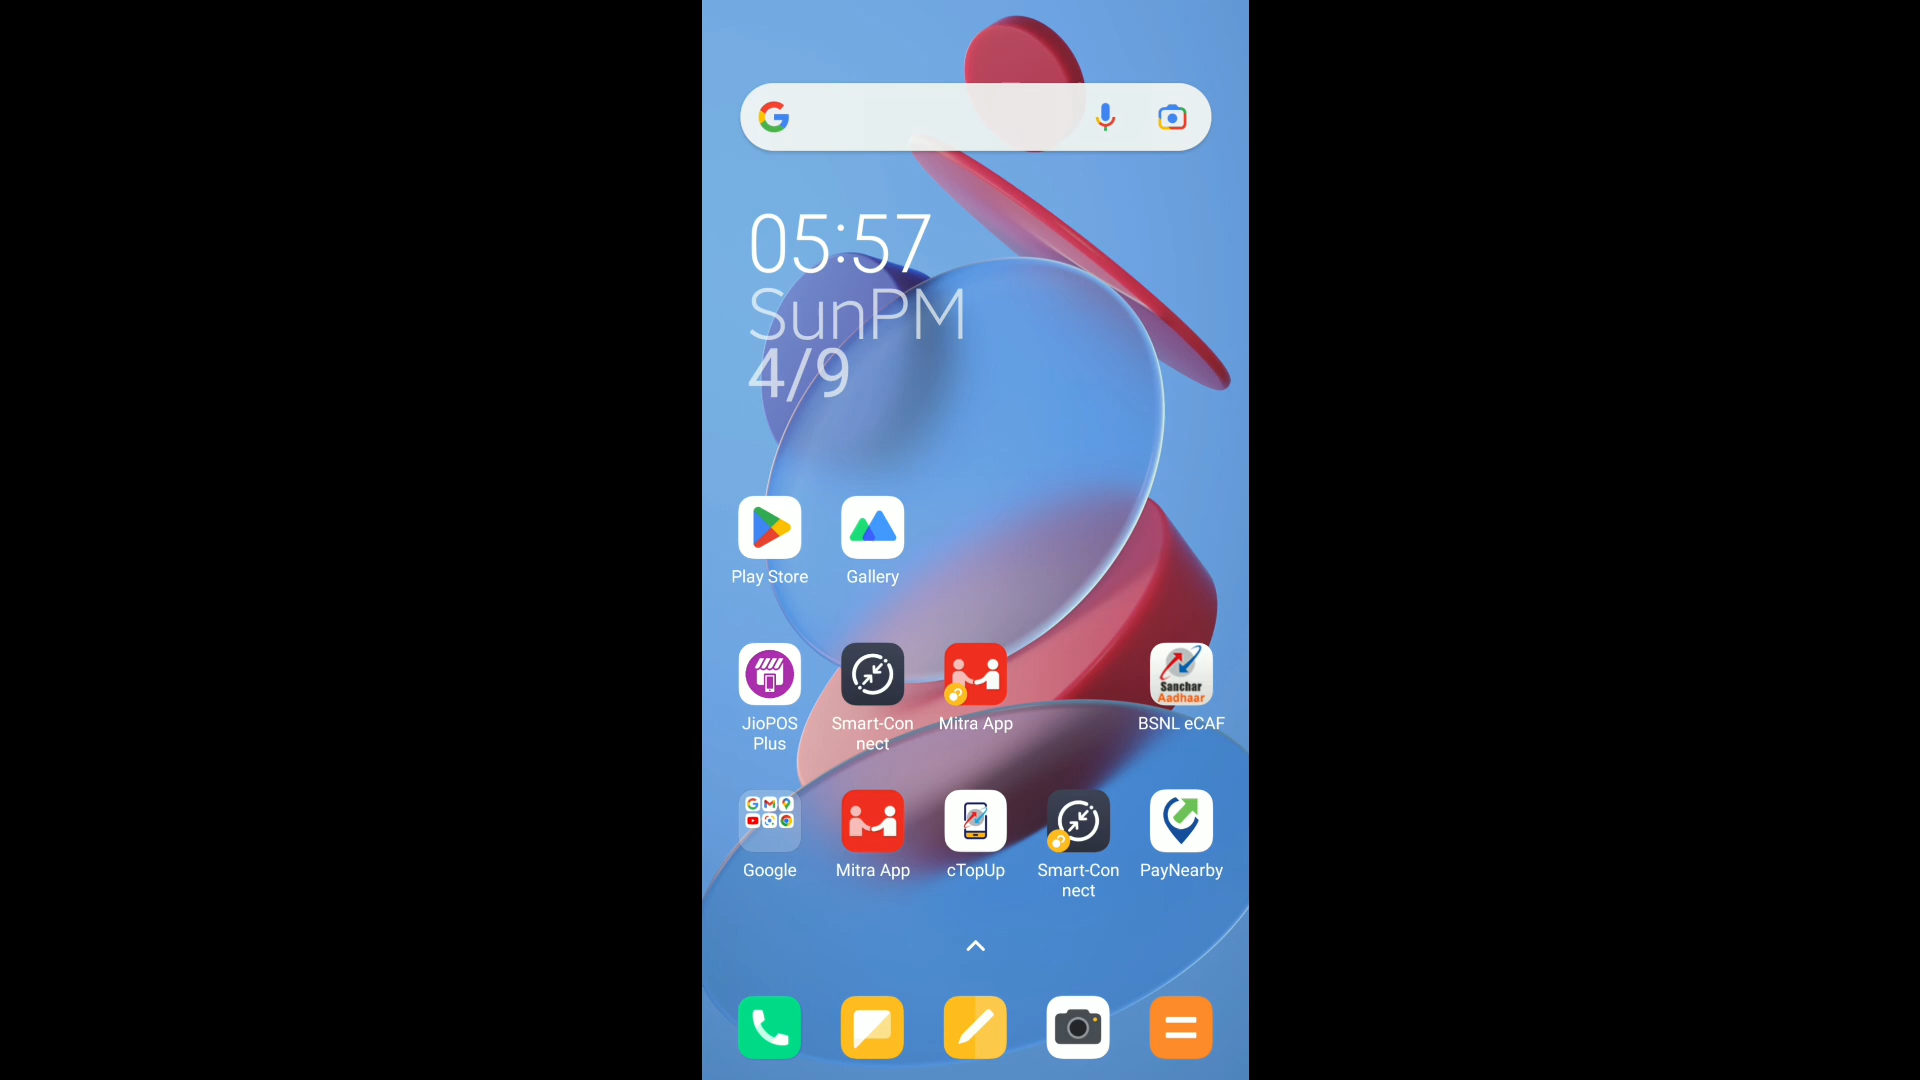 05:57
SunPM
4/9
Play Store
Gallery
Sanchar
Aadhaar
JioPOS
Plus
Smart-Con
nect
Mitra App
BSNL eCAF
Google
Mitra App
cTopUp
Smart-Con
nect
PayNearby